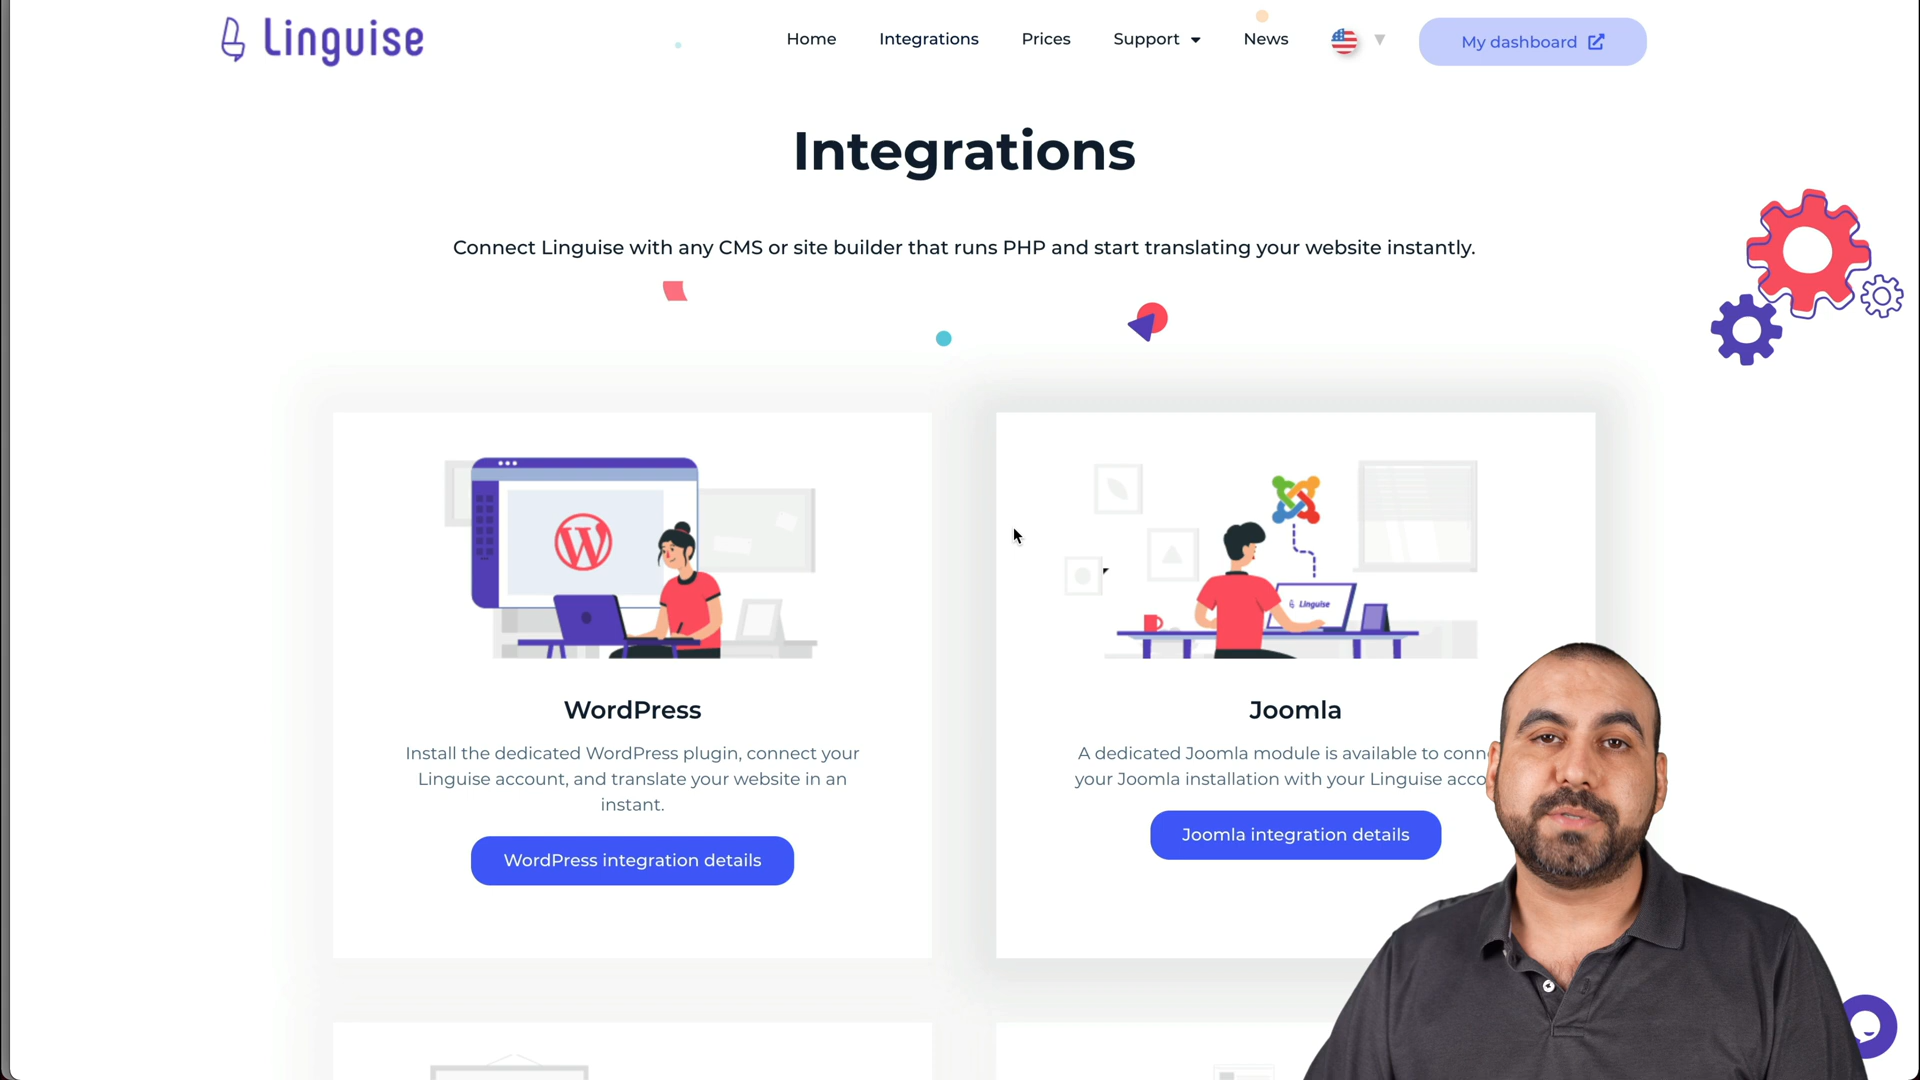 Linguise
Home
Integrations
Prices
Support
News
My dashboard
Integrations
Connect Linguise with any CMS or site builder that runs PHP and start translating your website instantly.
Linguise
WordPress
Install the dedicated WordPress plugin, connect your
Linguise account, and translate your website in an
instant.
WordPress integration details
Joomla
A dedicated Joomla module is available to conn
your Joomla installation with your Linguise acco
Joomla integration details